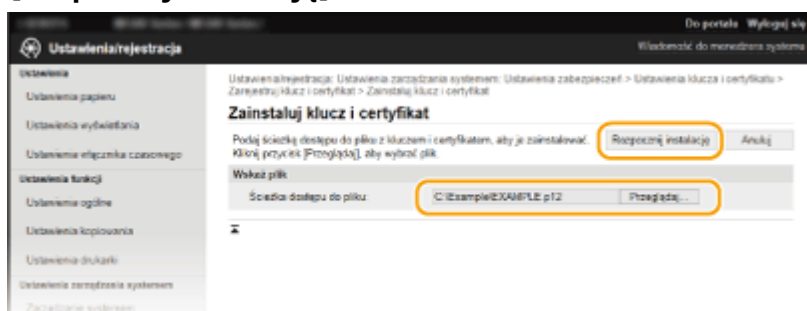 Do portalu Wyloguj się
Ustawienia/rejestracja
Wiadomość do menedżera systemu
Ustawienia
Ustawienia papieru
Ustawienia wyświetlania
Ustawienia włącznika czasowego
Ustawienia funkcji
Ustawienia ogólne
Ustawienia kopiowania
Ustawienia drukarki
Ustawienia zarządzania systemem
Zarządzanie systemem
Ustawienia/rejestracja: Ustawienia zarządzania systemem: Ustawienia zabezpieczeń > Ustawienia klucza i certyfikatu >
Zarejestruj klucz i certyfikat > Zainstaluj klucz i certyfikat
Zainstaluj klucz i certyfikat
Podaj ścieżkę dostępu do pliku z kluczem i certyfikatem, aby je zainstalować.
Kliknij przycisk [Przeglądaj], aby wybrać plik.
Rozpocznij instalację Anuluj
Wskaż plik
Ścieżka dostępu do pliku: C:\Example\EXAMPLE.p12 Przeglądaj...